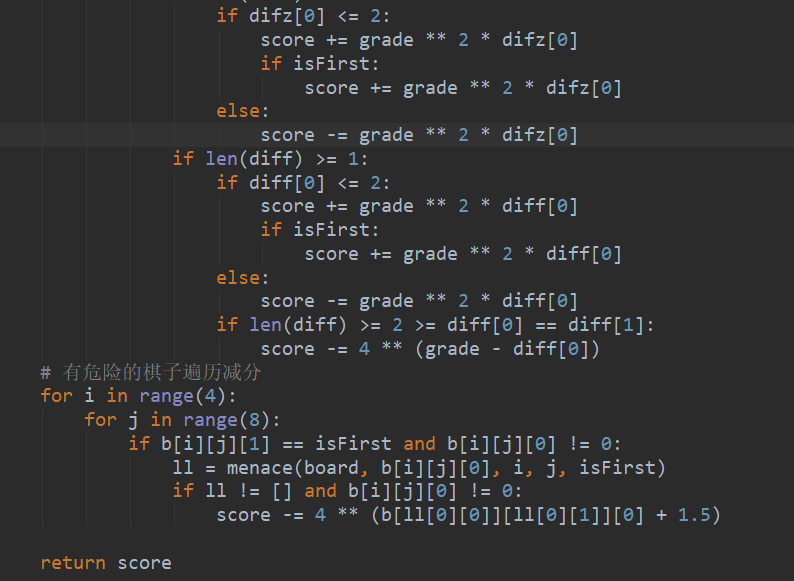 if difz[0] <= 2:
score += grade ** 2 * difz[0]
if isFirst:
score += grade ** 2 * difz[0]
else:
score -= grade ** 2 * difz[0]
if len(diff) >= 1:
if diff[0] <= 2:
score += grade ** 2 * diff[0]
if isFirst:
score += grade ** 2 * diff[0]
else:
score -= grade ** 2 * diff[0]
if len(diff) >= 2 >= diff[0] == diff[1]:
score -= 4 ** (grade - diff[0])
# 有危险的棋子遍历减分
for i in range(4):
for j in range(8):
if b[i][j][1] == isFirst and b[i][j][0] != 0:
ll = menace(board, b[i][j][0], i, j, isFirst)
if ll != [] and b[i][j][0] != 0:
score -= 4 ** (b[ll[0][0]][ll[0][1]][0] + 1.5)
return score